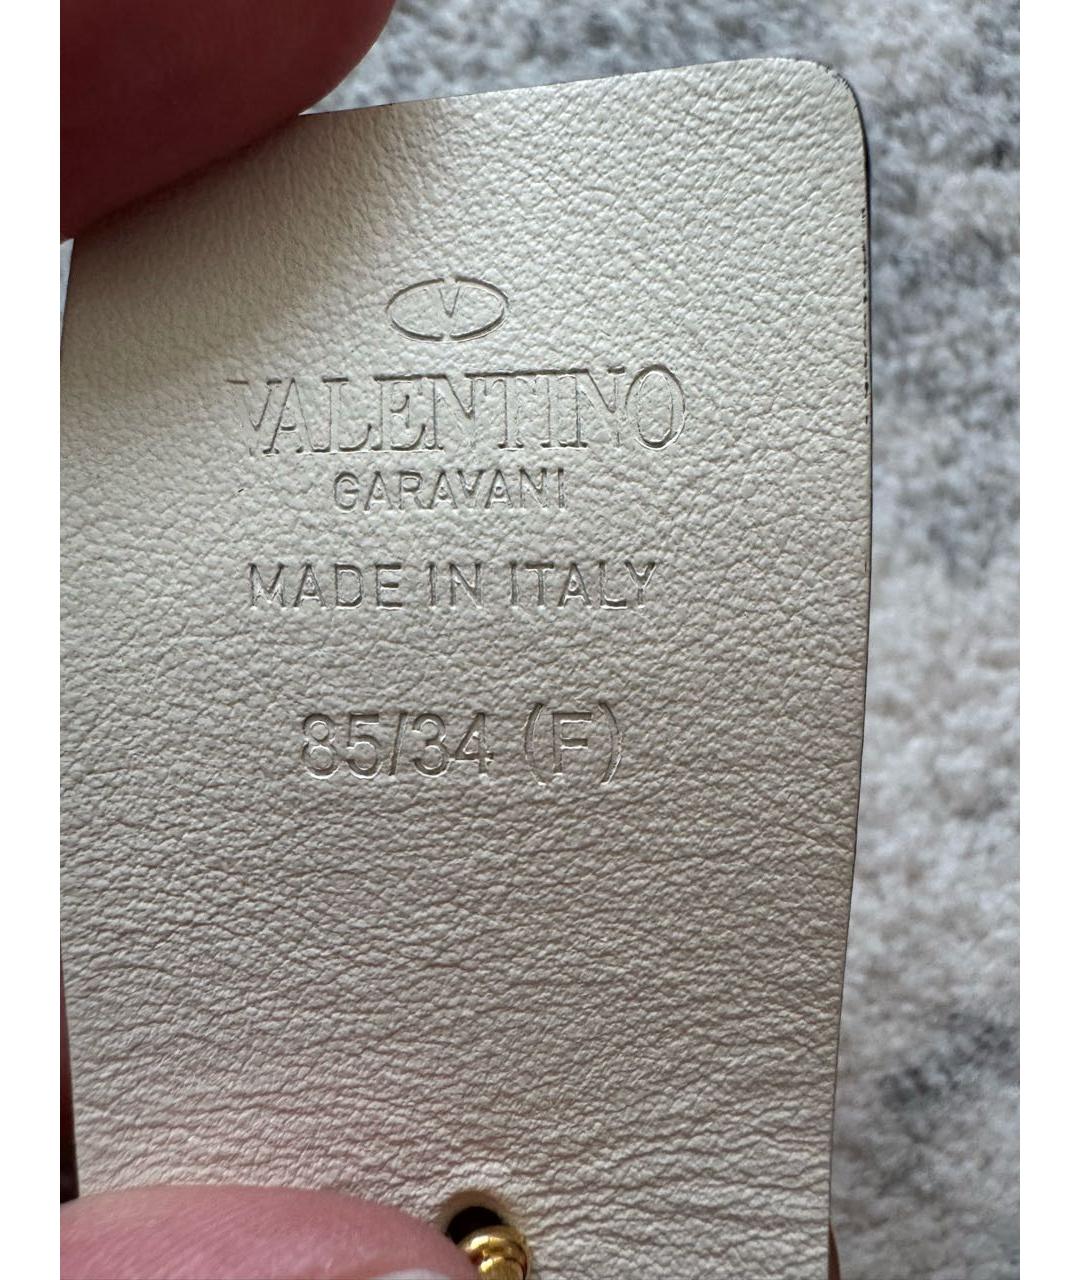 V
VALENTINO
GARAVANI
MADE IN ITALY
85/34 (F)